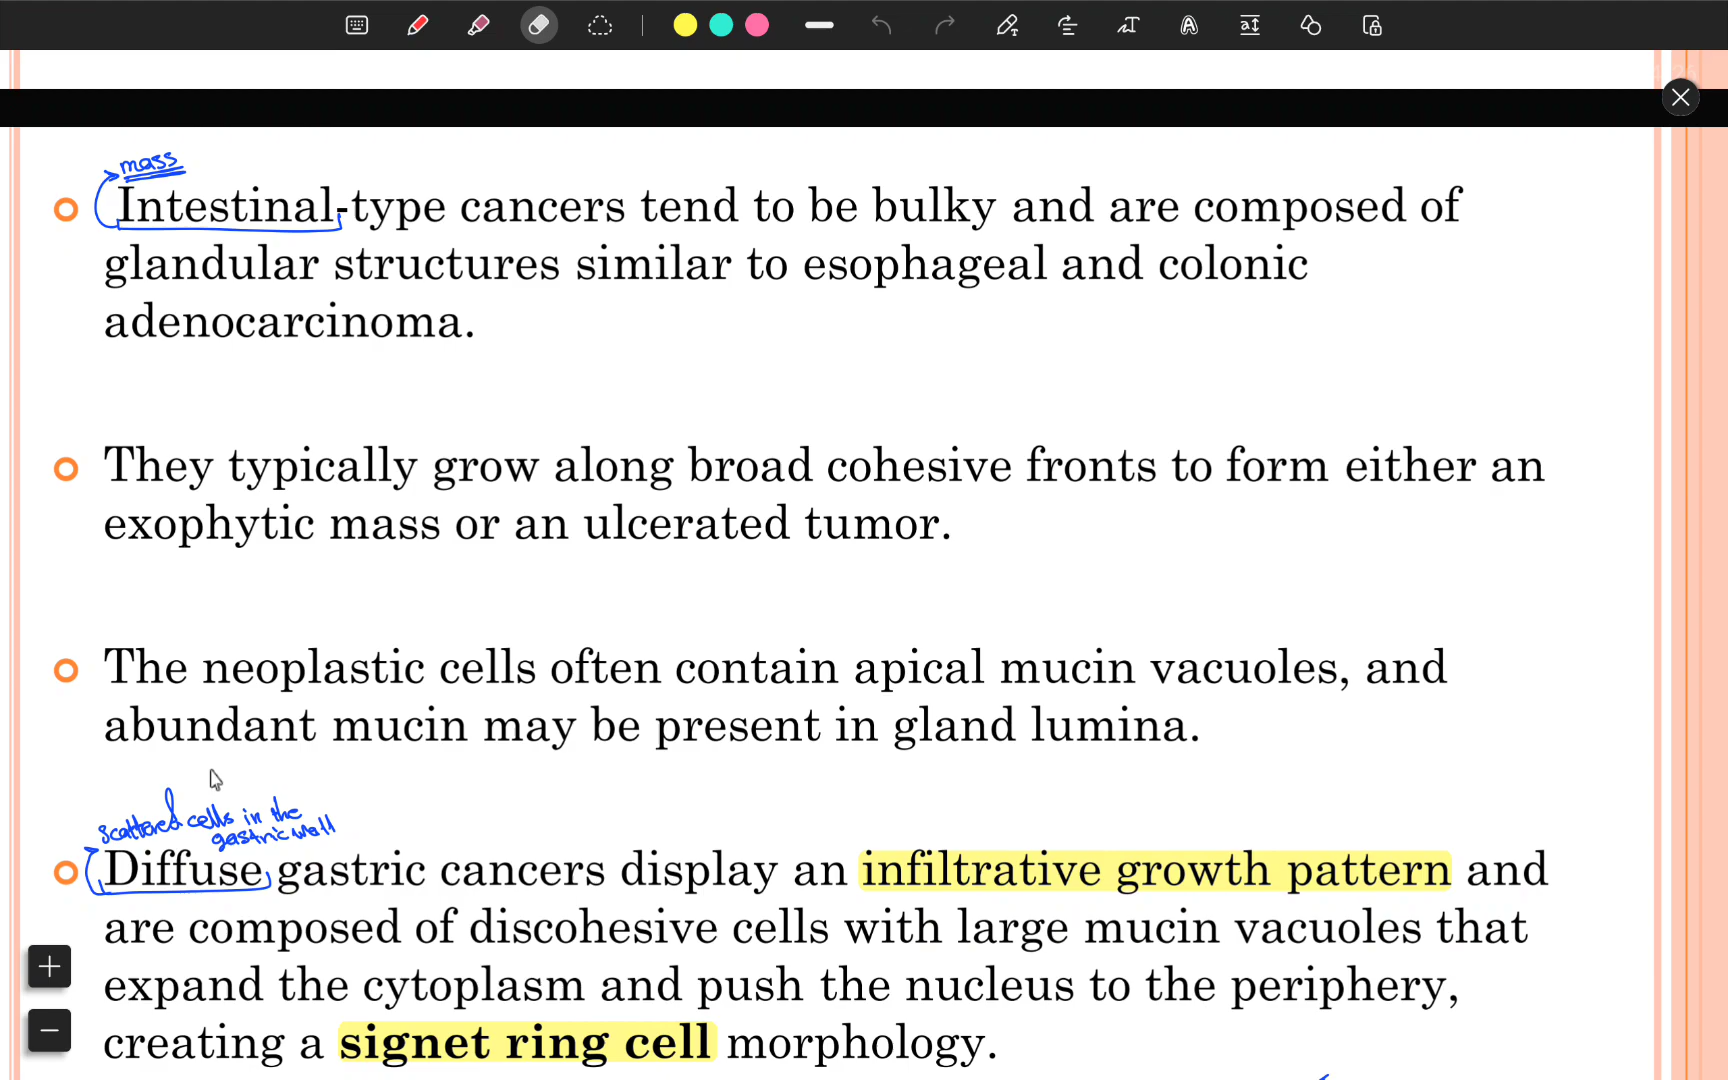 mass
Intestinal-type cancers tend to be bulky and are composed of
glandular structures similar to esophageal and colonic
adenocarcinoma.
They typically grow along broad cohesive fronts to form either an
exophytic mass or an ulcerated tumor.
The neoplastic cells often contain apical mucin vacuoles, and
abundant mucin may be present in gland lumina.
scattered cells in the
gastric wall
Diffuse gastric cancers display an infiltrative growth pattern and
are composed of discohesive cells with large mucin vacuoles that
expand the cytoplasm and push the nucleus to the periphery,
creating a signet ring cell morphology.